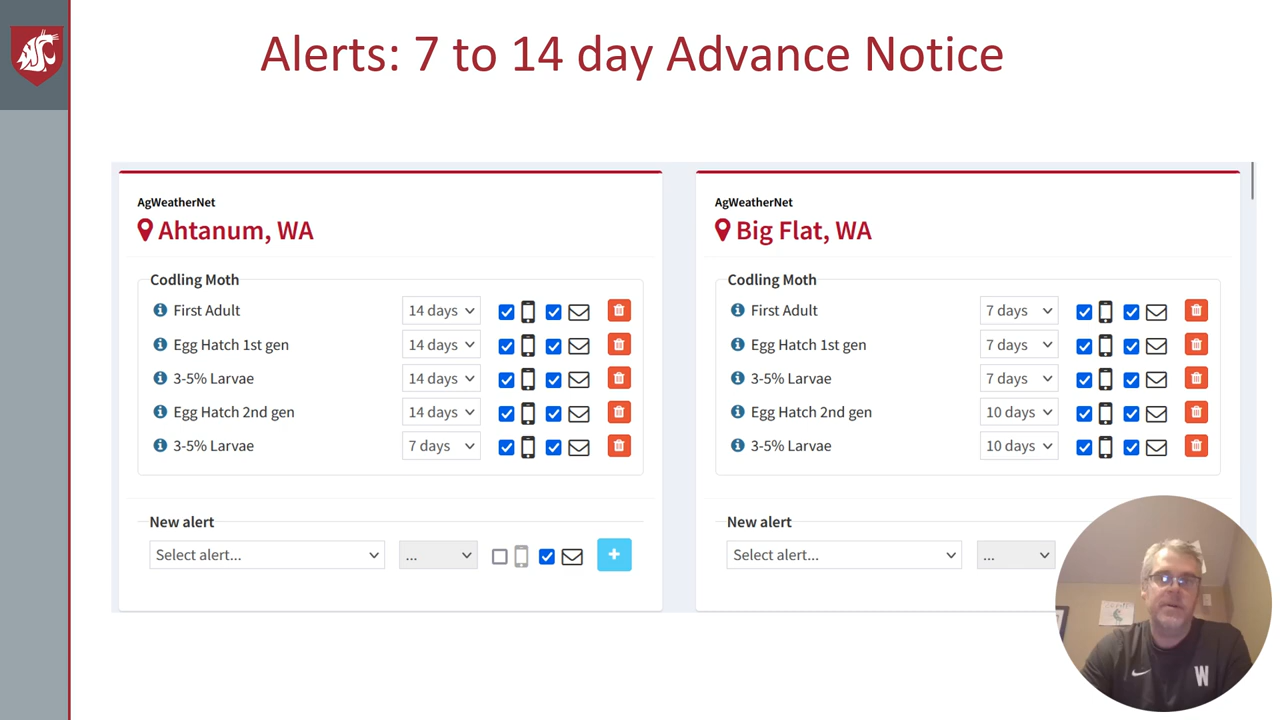 Alerts: 7 to 14 day Advance Notice
AgWeatherNet
Ahtanum, WA
Codling Moth
First Adult 14 days
Egg Hatch 1st gen 14 days
3-5% Larvae 14 days
Egg Hatch 2nd gen 14 days
3-5% Larvae 7 days
New alert
Select alert... ...
AgWeatherNet
Big Flat, WA
Codling Moth
First Adult 7 days
Egg Hatch 1st gen 7 days
3-5% Larvae 7 days
Egg Hatch 2nd gen 10 days
3-5% Larvae 10 days
New alert
Select alert... ...
W